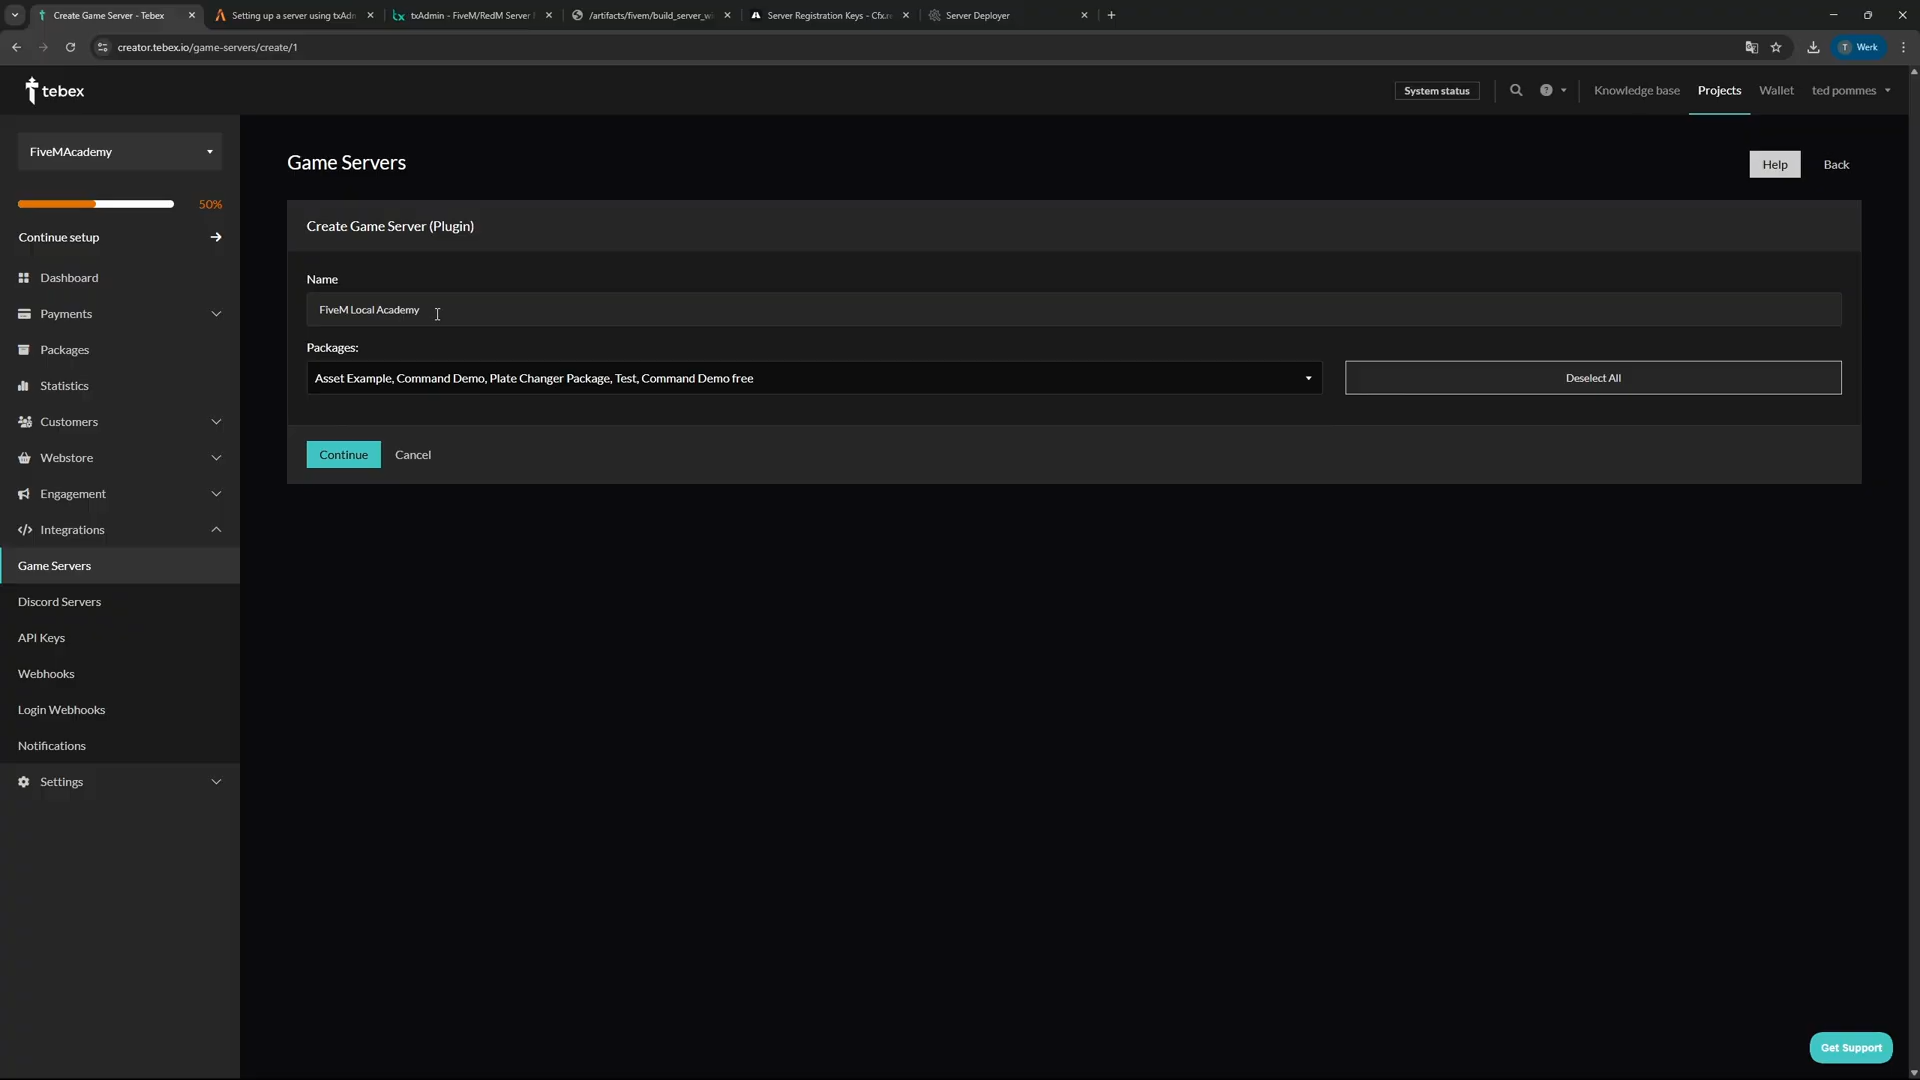 Create Game Server - Tebex
Setting up a server using txAdn
txAdmin - FiveM/RedM Server
/artifacts/fivem/build_server_w
Server Registration Keys - Cfx.r
Server Deployer
creator.tebex.io/game-servers/create/1
T Werk
tebex
System status
Knowledge base
Projects
Wallet
ted pommes
FiveMAcademy
50%
Continue setup
Dashboard
Payments
Packages
Statistics
Customers
Webstore
Engagement
Integrations
Game Servers
Discord Servers
API Keys
Webhooks
Login Webhooks
Notifications
Settings
Game Servers
Help
Back
Create Game Server (Plugin)
Name
FiveM Local Academy
Packages:
Asset Example, Command Demo, Plate Changer Package, Test, Command Demo free
Deselect All
Continue
Cancel
Get Support